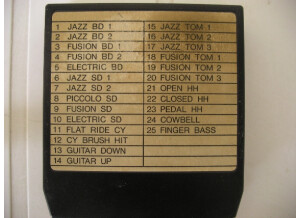 1 JAZZ BD 1
2 JAZZ BD 2
3 FUSION BD 1
4 FUSION BD 2
5 ELECTRIC BD
6 JAZZ SD 1
7 JAZZ SD 2
8 PICCOLO SD
9 FUSION SD
10 ELECTRIC SD
11 FLAT RIDE CY
12 CY BRUSH HIT
13 GUITAR DOWN
14 GUITAR UP
15 JAZZ TOM 1
16 JAZZ TOM 2
17 JAZZ TOM 3
18 FUSION TOM 1
19 FUSION TOM 2
20 FUSION TOM 3
21 OPEN HH
22 CLOSED HH
23 PEDAL HH
24 COWBELL
25 FINGER BASS